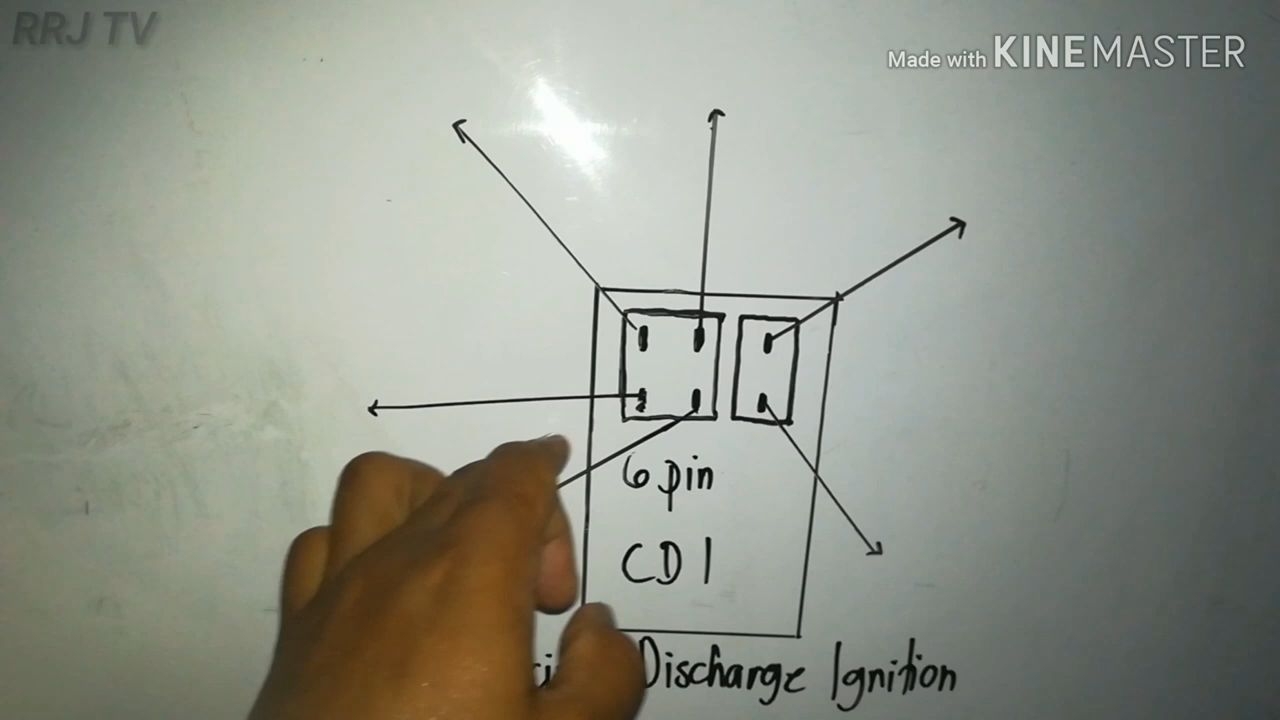 RRJ TV
Made with KINEMASTER
6 pin
CDI
Discharge Ignition